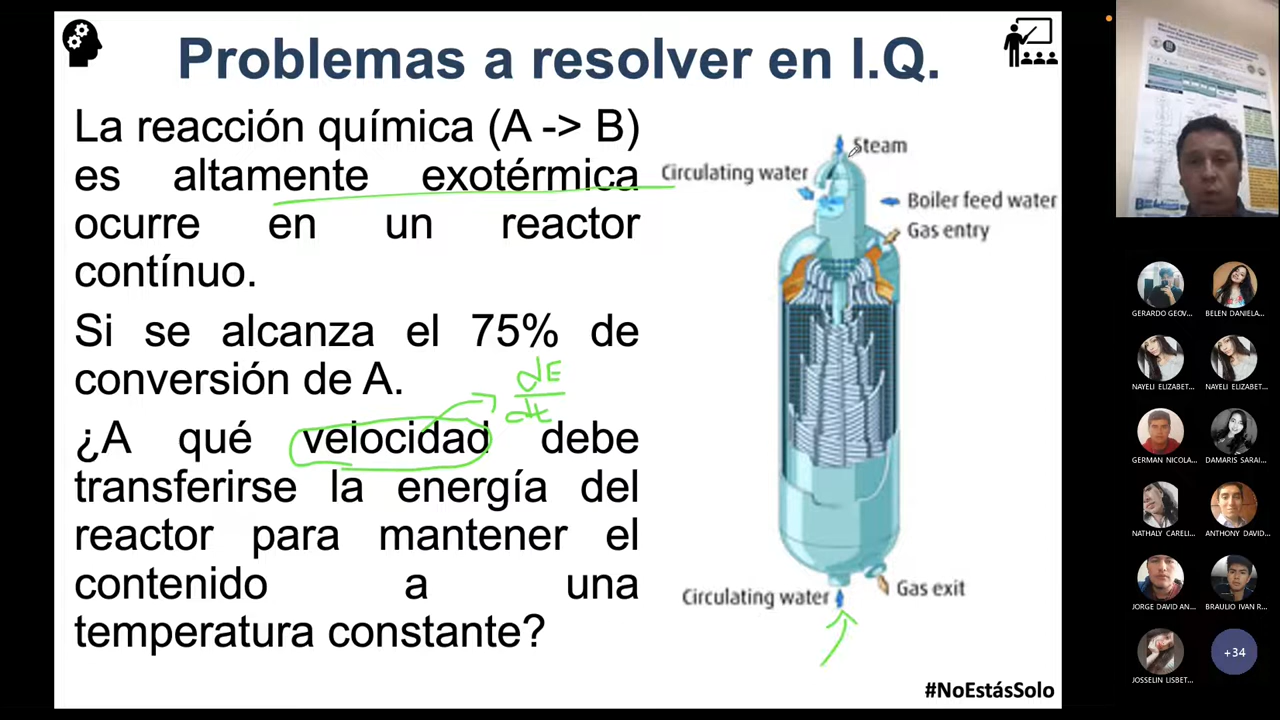 Problemas a resolver en I.Q.
La reacción química (A -> B)
es altamente exotérmica
ocurre en un reactor
contínuo.
Si se alcanza el 75% de
conversión de A.
dE
dt
¿A qué velocidad debe
transferirse la energía del
reactor para mantener el
contenido a una
temperatura constante?
Steam
Circulating water
Boiler feed water
Gas entry
Circulating water
Gas exit
#NoEstásSolo
GERARDO GEOV...
BELEN DANIELA...
NAYELI ELIZABET...
NAYELI ELIZABET...
GERMAN NICOLA...
DAMARIS SARAI...
NATHALY CARELI...
ANTHONY DAVID...
JORGE DAVID AN...
BRAULIO IVAN R...
JOSSELIN LISBET...
+34